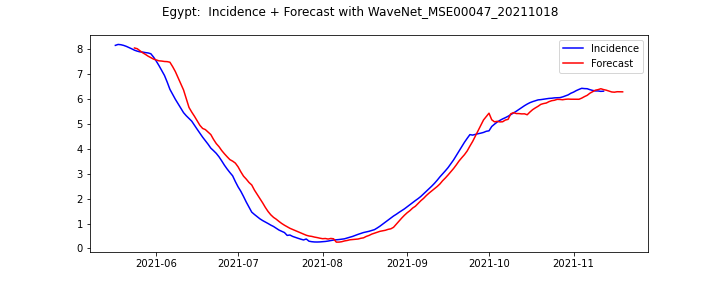 Egypt:  Incidence + Forecast with WaveNet_MSE00047_20211018
Incidence
Forecast
8
7
6
5
4
3
2
1
0
2021-06 2021-07 2021-08 2021-09 2021-10 2021-11